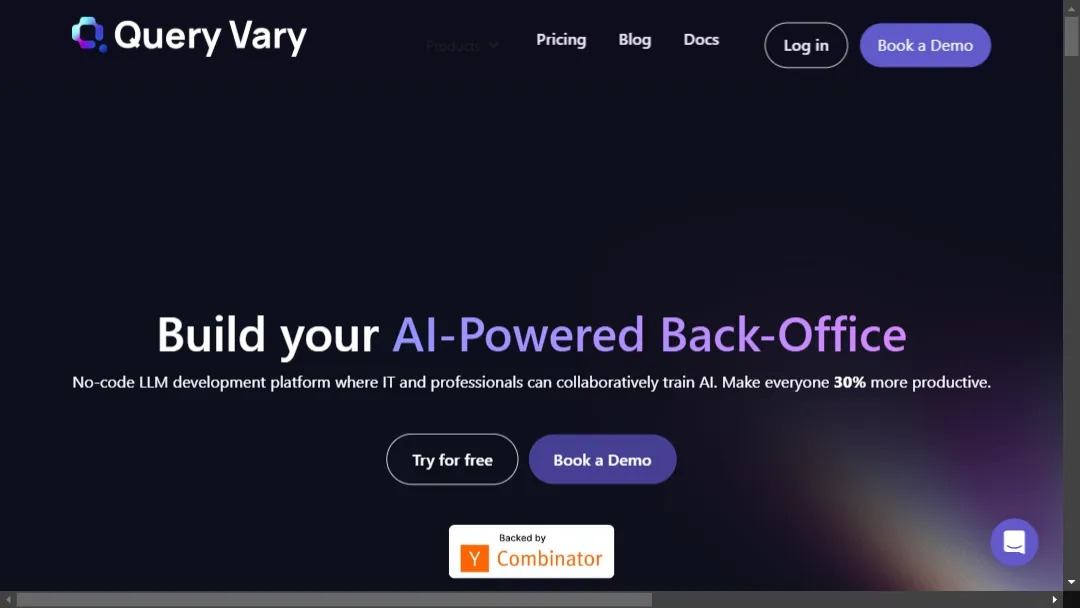 Query Vary
Products
Pricing
Blog
Docs
Log in
Book a Demo
Build your AI-Powered Back-Office
No-code LLM development platform where IT and professionals can collaboratively train AI. Make everyone 30% more productive.
Try for free
Book a Demo
Backed by
Y Combinator